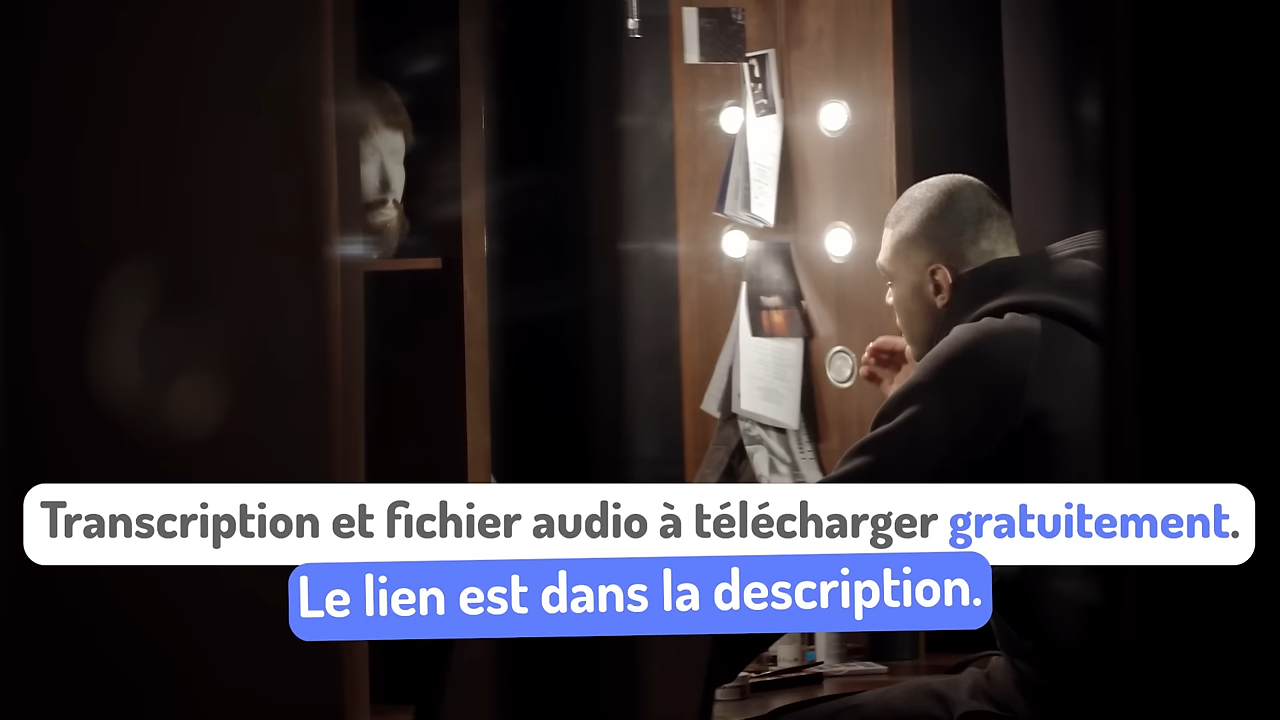 Transcription et fichier audio à télécharger gratuitement.
Le lien est dans la description.